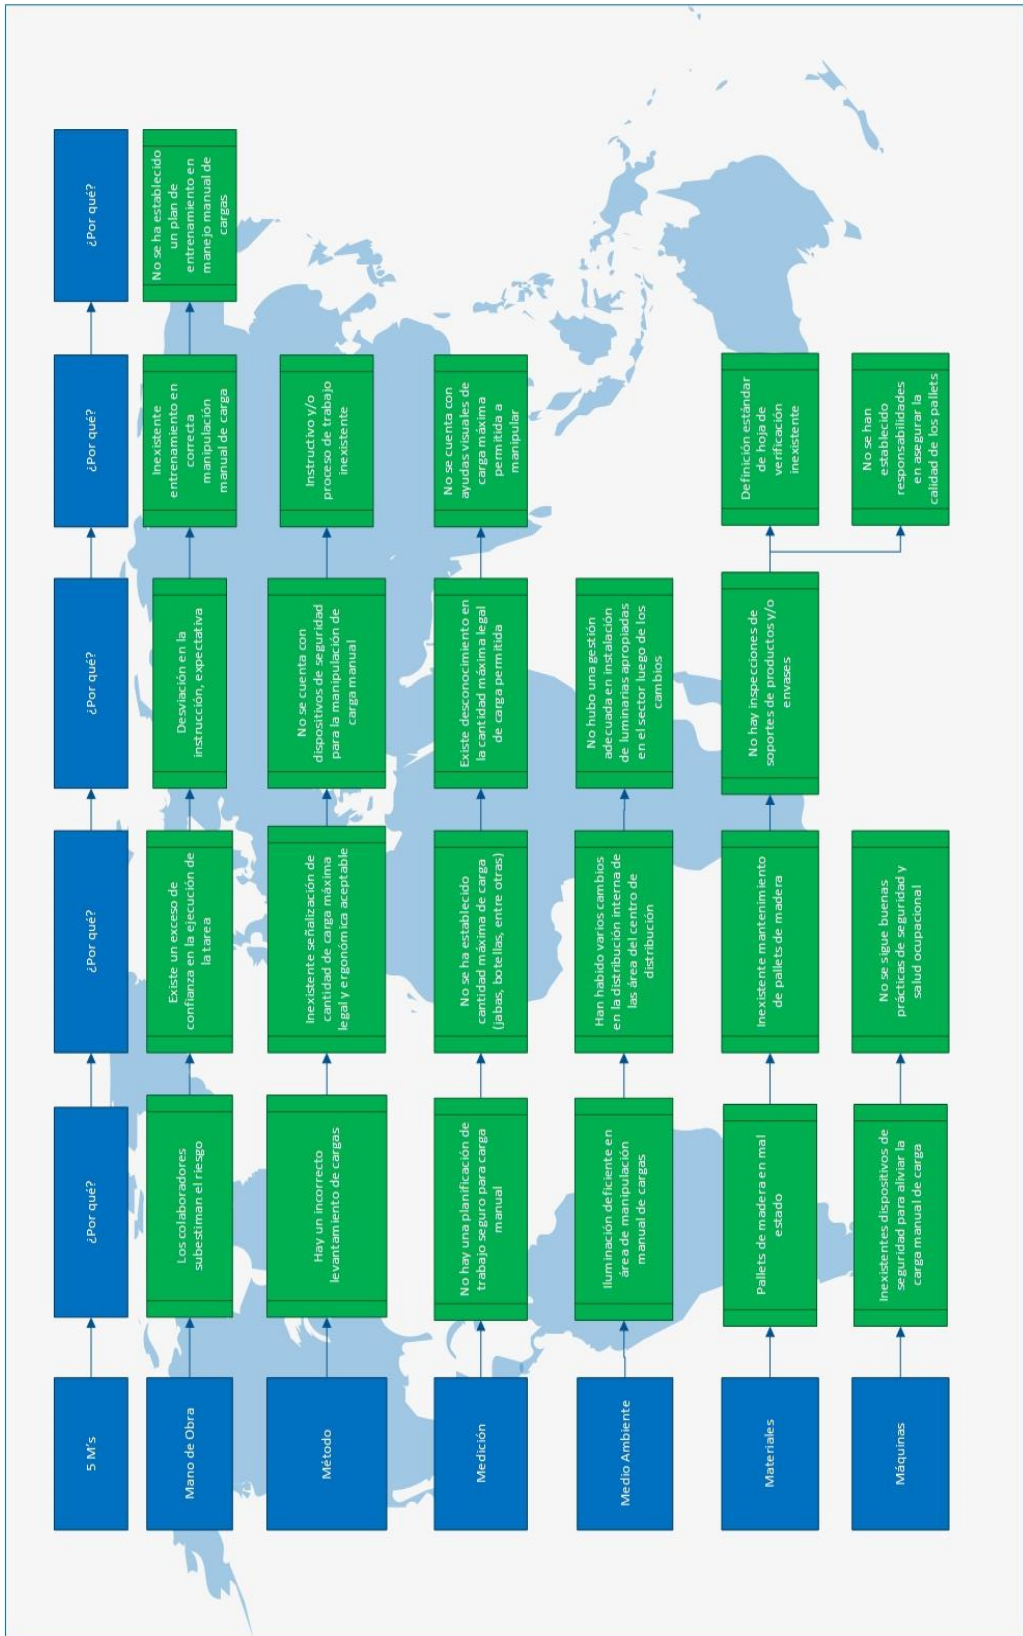 5 M's
¿Por qué?
¿Por qué?
¿Por qué?
¿Por qué?
¿Por qué?
Mano de Obra
Los colaboradores
subestiman el riesgo
Existe un exceso de
confianza en la ejecución de
la tarea
Desviación en la
instrucción, expectativa
Inexistente
entrenamiento en
correcta
manipulación
manual de carga
No se ha establecido
un plan de
entrenamiento en
manejo manual de
cargas
Método
Hay un incorrecto
levantamiento de cargas
Inexistente señalización de
cantidad de carga máxima
legal y ergonómica aceptable
No se cuenta con
dispositivos de seguridad
para la manipulación de
carga manual
Instructivo y/o
proceso de trabajo
inexistente
Medición
No hay una planificación de
trabajo seguro para carga
manual
No se ha establecido
cantidad máxima de carga
(jabas, botellas, entre otras)
Existe desconocimiento en
la cantidad máxima legal
de carga permitida
No se cuenta con
ayudas visuales de
carga máxima
permitida a
manipular
Medio Ambiente
Iluminación deficiente en
área de manipulación
manual de cargas
Han habido varios cambios
en la distribución interna de
las área del centro de
distribución
No hubo una gestión
adecuada en instalación
de luminarias apropiadas
en el sector luego de los
cambios
Materiales
Pallets de madera en mal
estado
Inexistente mantenimiento
de pallets de madera
No hay inspecciones de
soportes de productos y/o
envases
Definición estándar
de hoja de
verificación
inexistente
No se han
establecido
responsabilidades
en asegurar la
calidad de los pallets
Máquinas
Inexistentes dispositivos de
seguridad para aliviar la
carga manual de carga
No se sigue buenas
prácticas de seguridad y
salud ocupacional